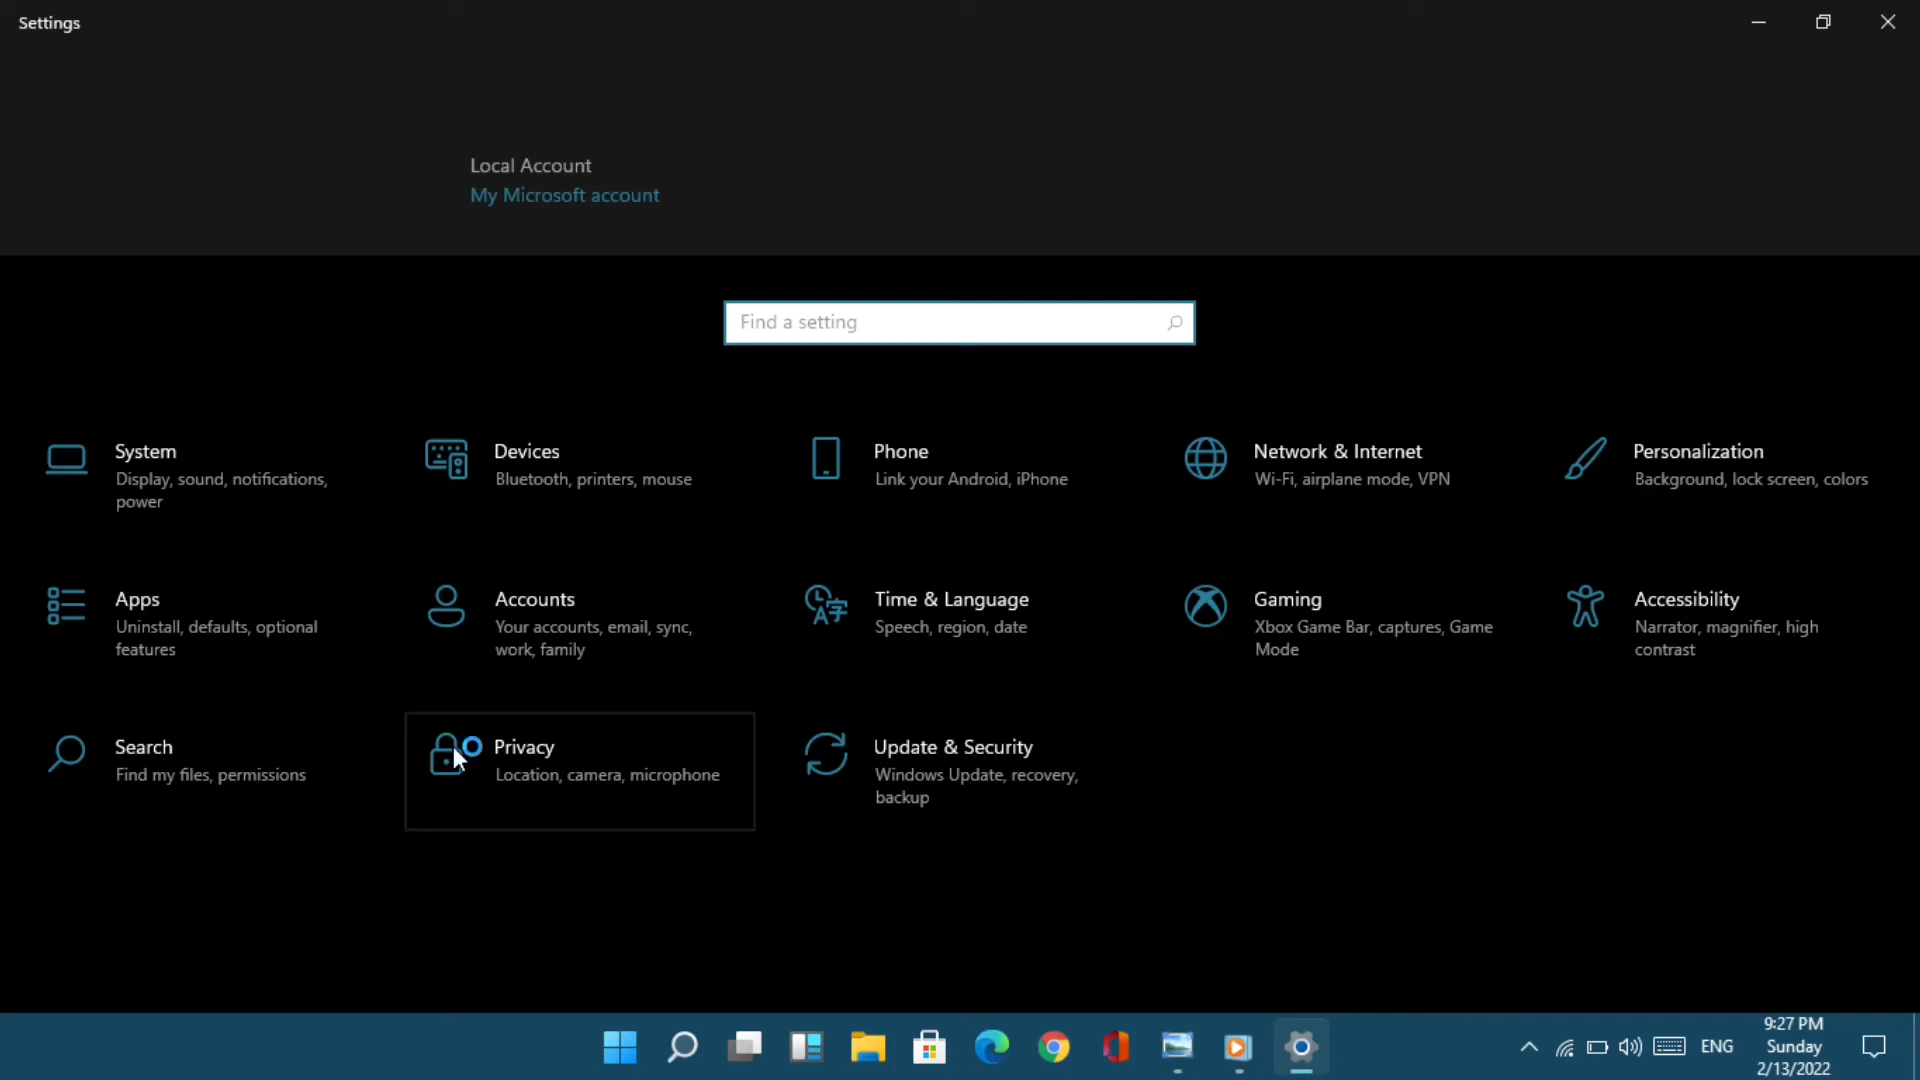 Settings
Local Account
My Microsoft account
Find a setting
System
Display, sound, notifications,
power
Devices
Bluetooth, printers, mouse
Phone
Link your Android, iPhone
Network & Internet
Wi-Fi, airplane mode, VPN
Personalization
Background, lock screen, colors
Apps
Uninstall, defaults, optional
features
Accounts
Your accounts, email, sync,
work, family
Time & Language
Speech, region, date
Gaming
Xbox Game Bar, captures, Game
Mode
Accessibility
Narrator, magnifier, high
contrast
Search
Find my files, permissions
Privacy
Location, camera, microphone
Update & Security
Windows Update, recovery,
backup
ENG
9:27 PM
Sunday
2/13/2022